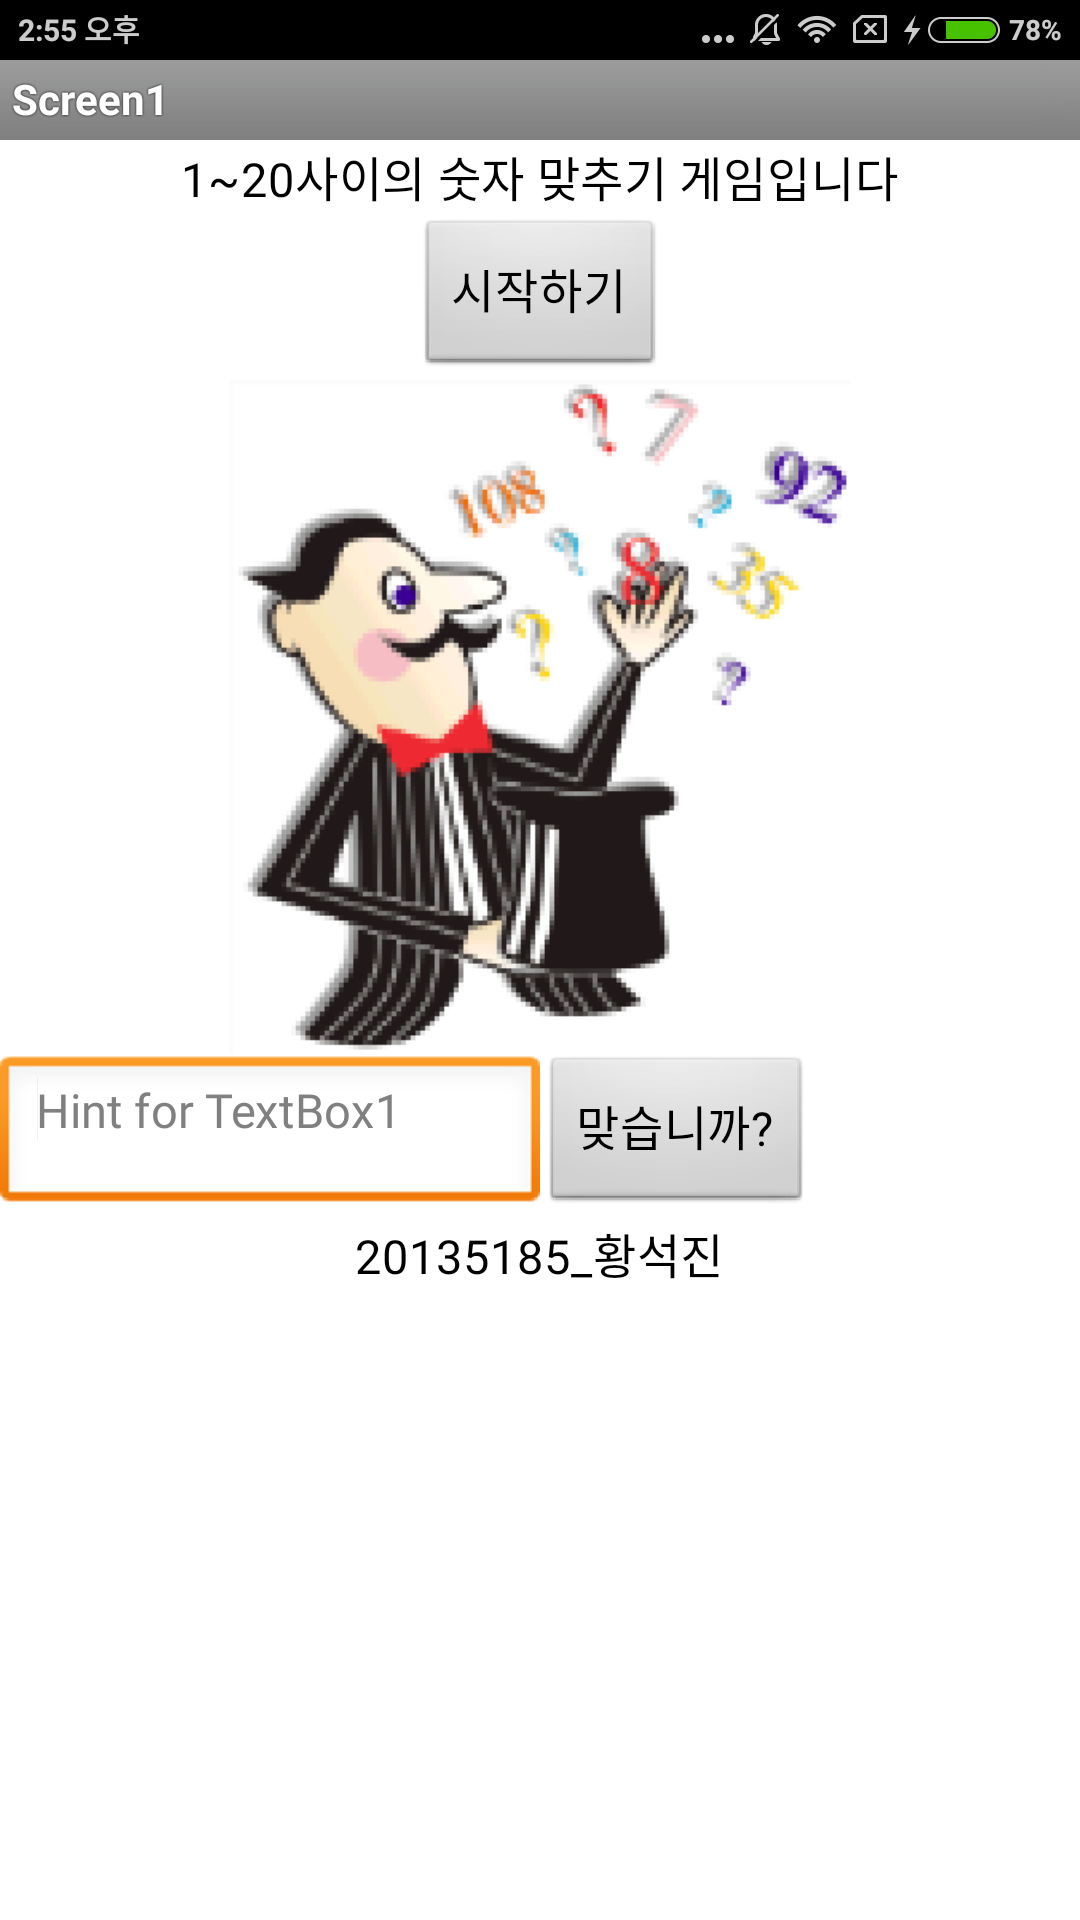 2:55 오후
78%
Screen1
1~20사이의 숫자 맞추기 게임입니다
시작하기
? 7
108 ? 92
? 8 35
?
?
Hint for TextBox1
맞습니까?
20135185_황석진